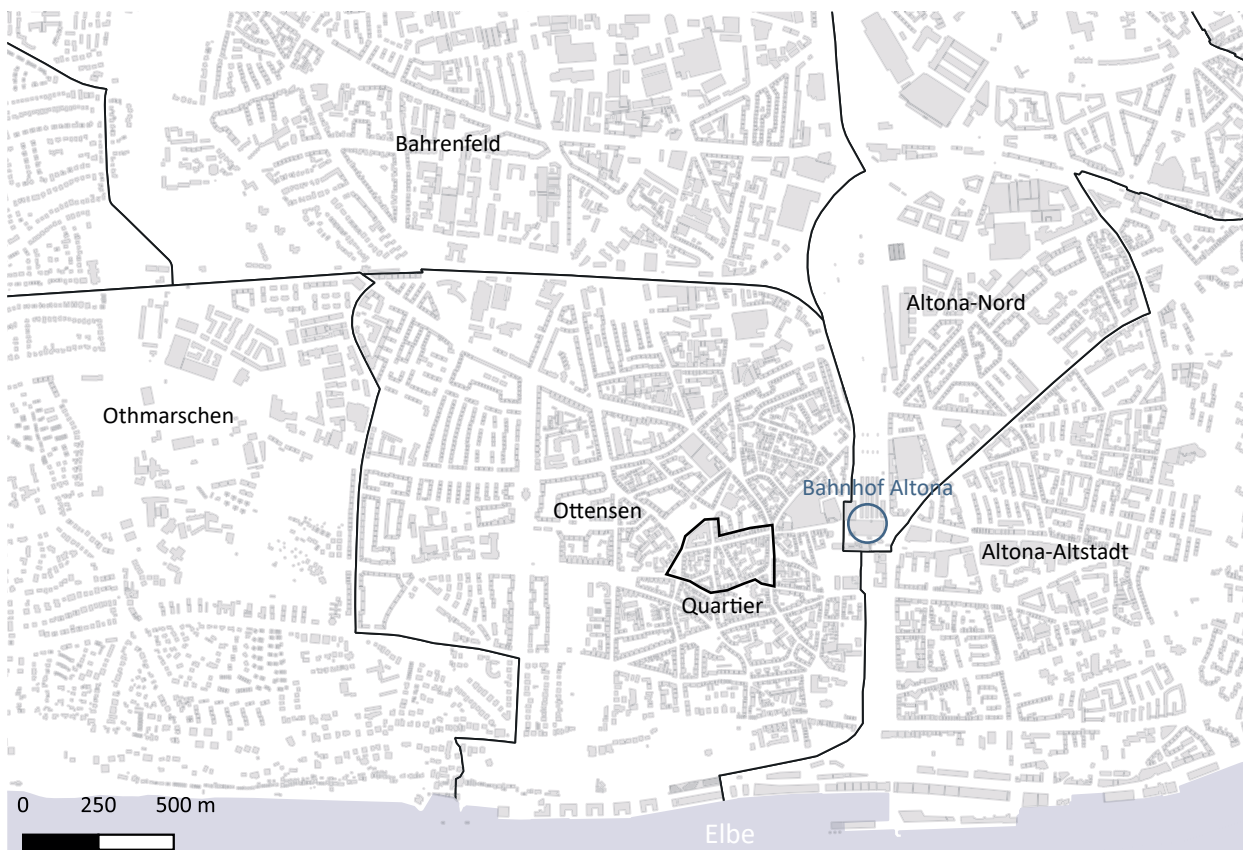 Bahrenfeld
Altona-Nord
Othmarschen
Bahnhof Altona
Ottensen
Altona-Altstadt
Quartier
0 250 500 m
Elbe